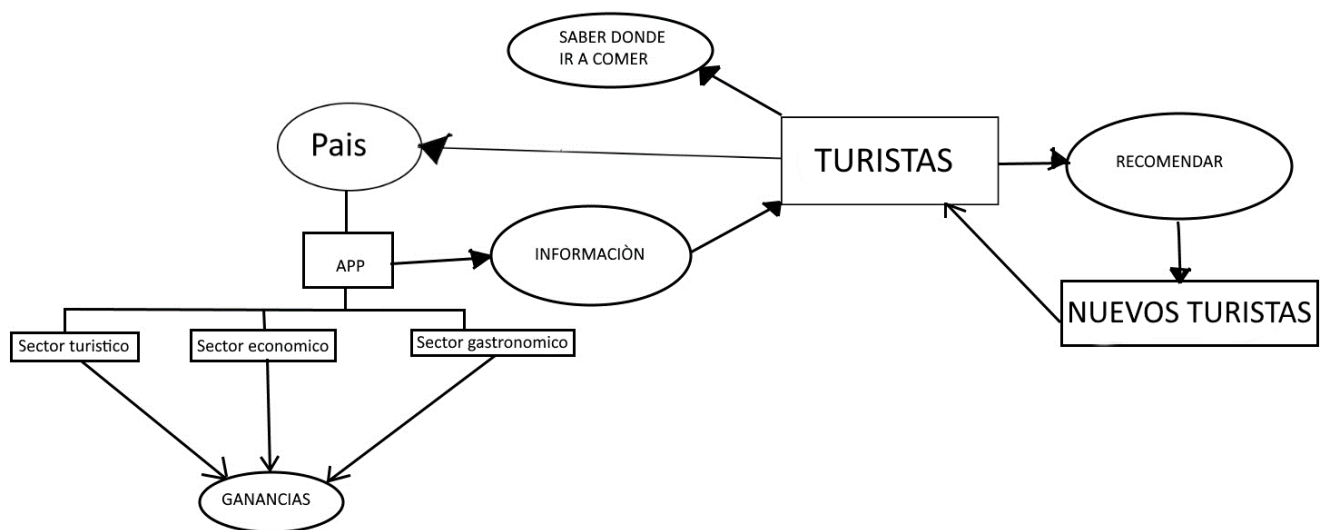 SABER DONDE
IR A COMER
Pais
TURISTAS
RECOMENDAR
INFORMACIÒN
APP
NUEVOS TURISTAS
Sector turistico
Sector economico
Sector gastronomico
GANANCIAS